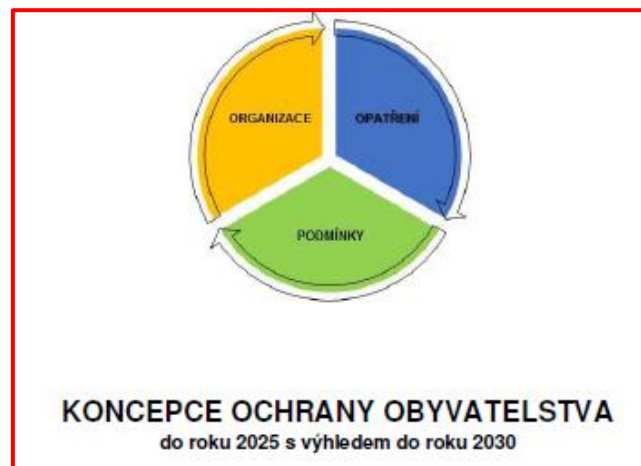 ORGANIZACE
OPATŘENÍ
PODMÍNKY
KONCEPCE OCHRANY OBYVATELSTVA
do roku 2025 s výhledem do roku 2030